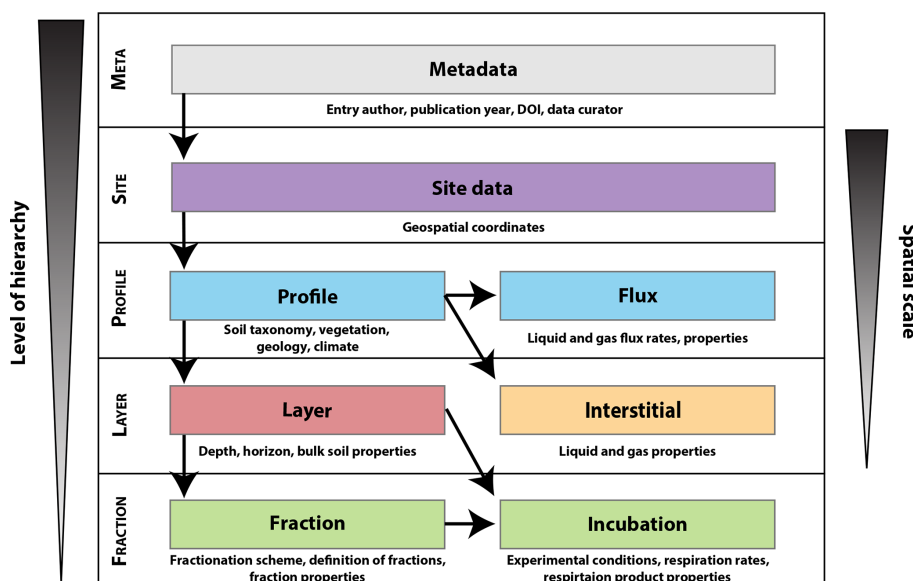 Level of hierarchy
META
Metadata
Entry author, publication year, DOI, data curator
SITE
Site data
Geospatial coordinates
PROFILE
Profile
Soil taxonomy, vegetation,
geology, climate
Flux
Liquid and gas flux rates, properties
LAYER
Layer
Depth, horizon, bulk soil properties
Interstitial
Liquid and gas properties
FRACTION
Fraction
Fractionation scheme, definition of fractions,
fraction properties
Incubation
Experimental conditions, respiration rates,
respirtaion product properties
Spatial scale